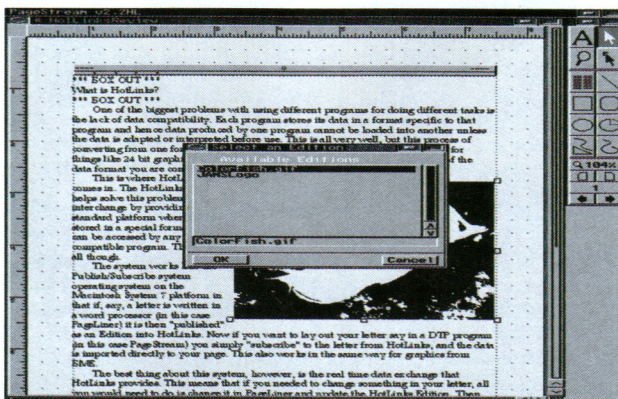 PageStream v2.2HL
HotLinksReview
*** BOX OUT ***
What is HotLinks?
*** BOX OUT ***
One of the biggest problems with using different programs for doing different tasks is
the lack of data compatibility. Each program stores its data in a format specific to that
program and hence data produced by one program cannot be loaded into another unless
the data is adapted or interpreted before use. This is all very well, but this process of
converting from one for
for
things like 24 bit graphi
of the
data format you are con
This is where HotL
comes in. The HotLink
helps solve this problem
interchange by providin
standard platform wher
stored in a special form
can be accessed by any
compatible program. Th
all though.
The system works
Publish/Subscribe system
operating system on the
Macintosh System 7 platform in
that if, say, a letter is written in
a word processor (in this case
PageLiner) it is then "published"
as an Edition into HotLinks. Now if you want to lay out your letter say in a DTP program
(in this case PageStream) you simply "subscribe" to the letter from HotLinks, and the data
is imported directly to your page. This also works in the same way for graphics from
BME.
The best thing about this system, however, is the real time data exchange that
HotLinks provides. This means that if you needed to change something in your letter, all
you would need to do is change it in PageLiner and update the HotLinks Edition. Then
Select an Edition
Available Editions
ColorFish.gif
JAWSLogo
ColorFish.gif
OK
Cancel
A
104%
1